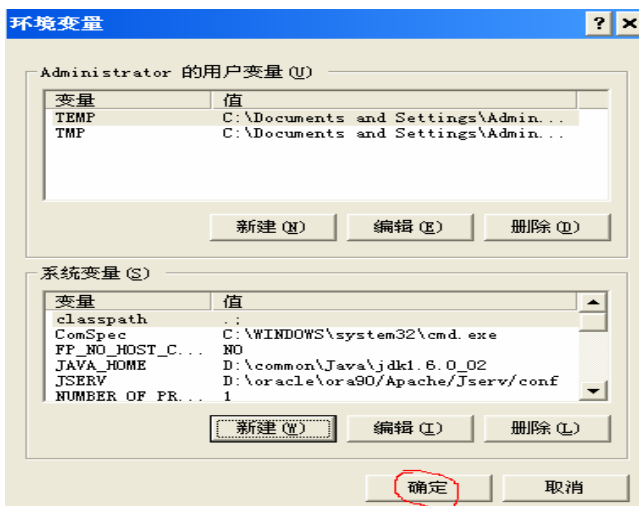 环境变量
Administrator 的用户变量(U)
变量 值
TEMP C:\Documents and Settings\Admin...
TMP C:\Documents and Settings\Admin...
新建(N) 编辑(E) 删除(D)
系统变量(S)
变量 值
classpath .;
ComSpec C:\WINDOWS\system32\cmd.exe
FP_NO_HOST_C... NO
JAVA_HOME D:\common\Java\jdk1.6.0_02
JSERV D:\oracle\ora90/Apache/Jserv/conf
NUMBER OF PR... 1
新建(W) 编辑(I) 删除(L)
确定 取消